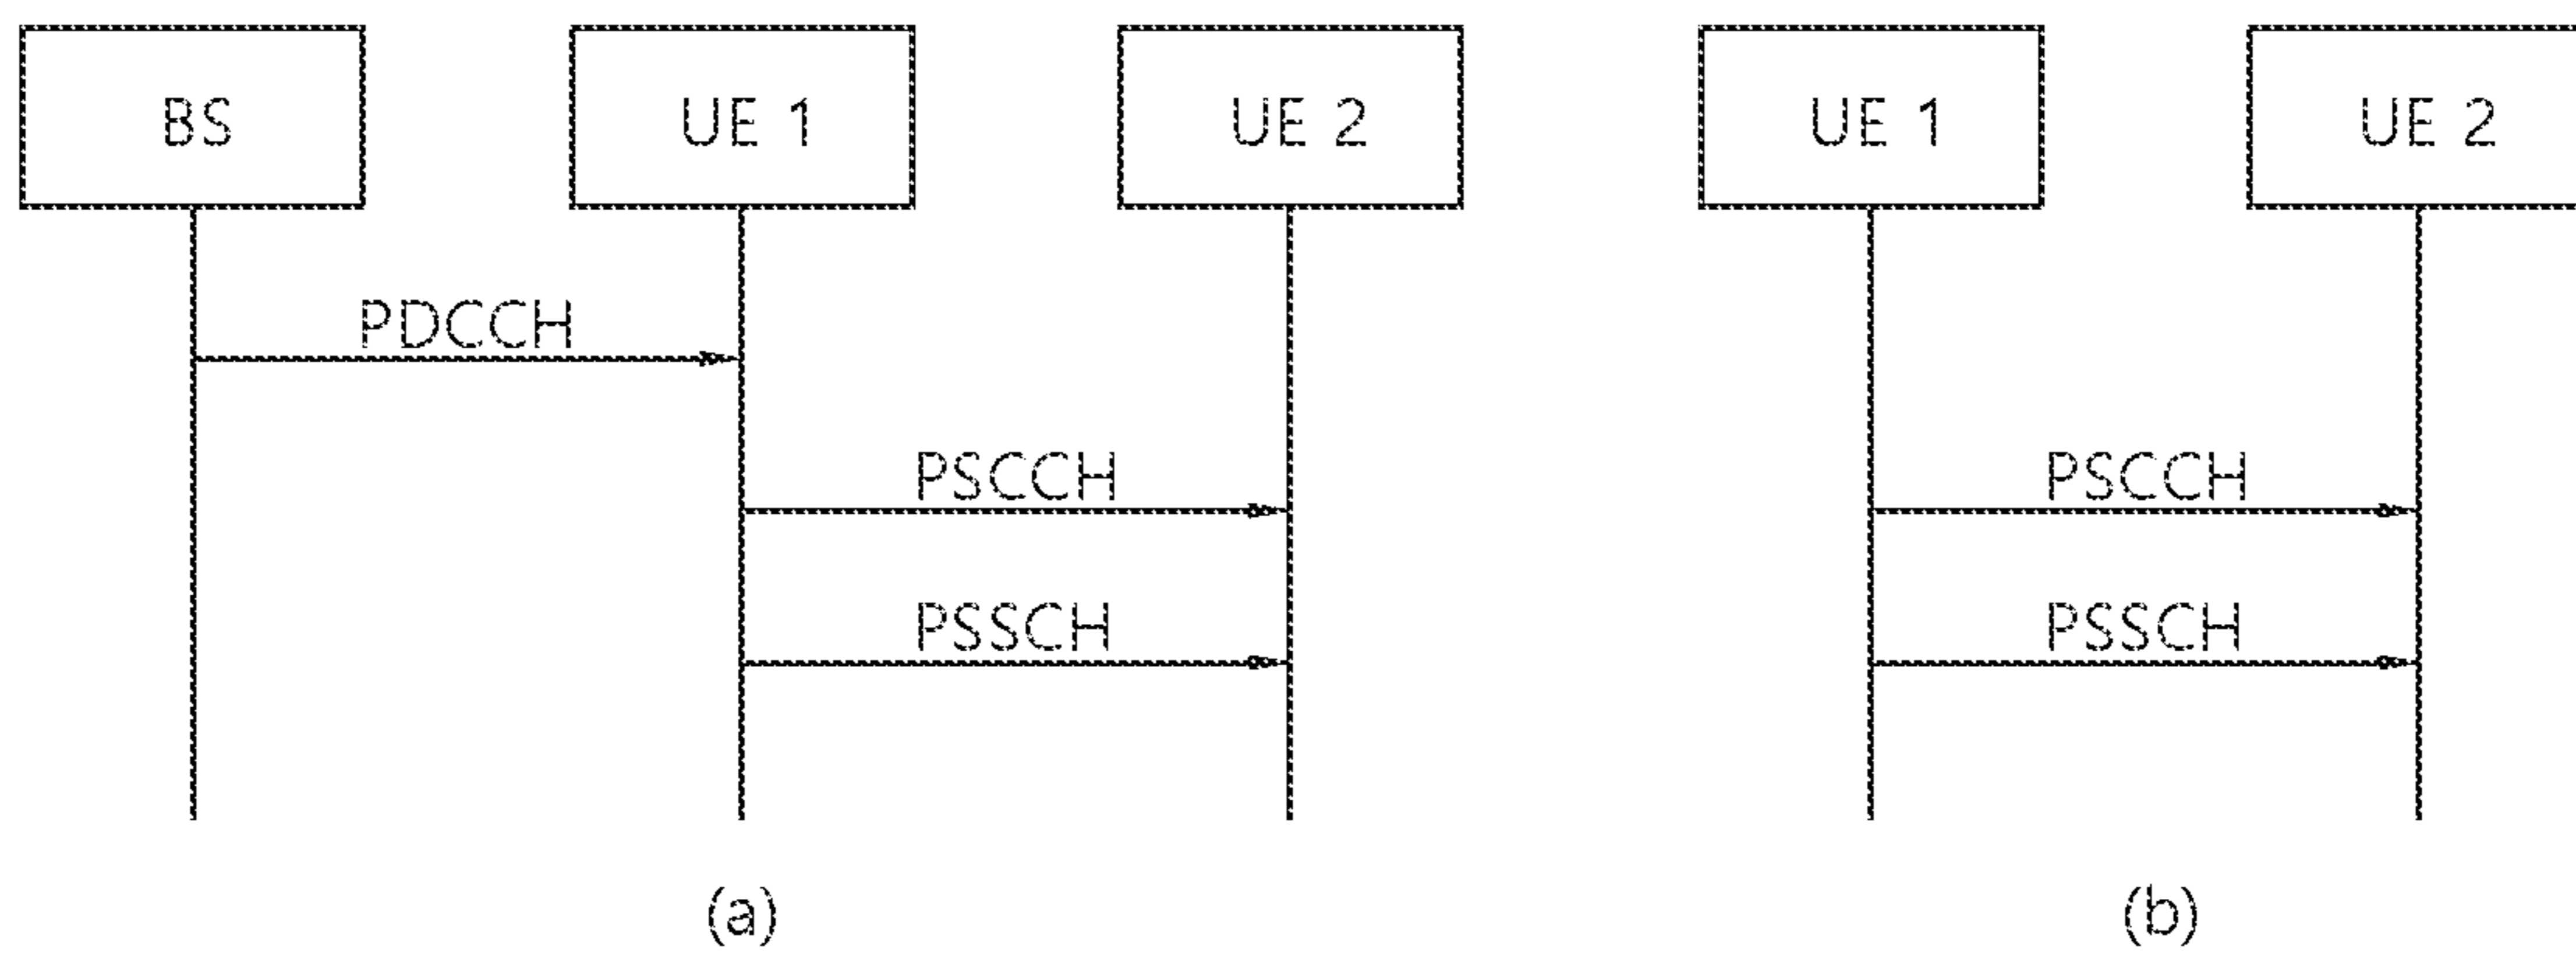 BS UE 1 UE 2 UE 1 UE 2
PDCCH
PSCCH PSCCH
PSSCH PSSCH
(a) (b)